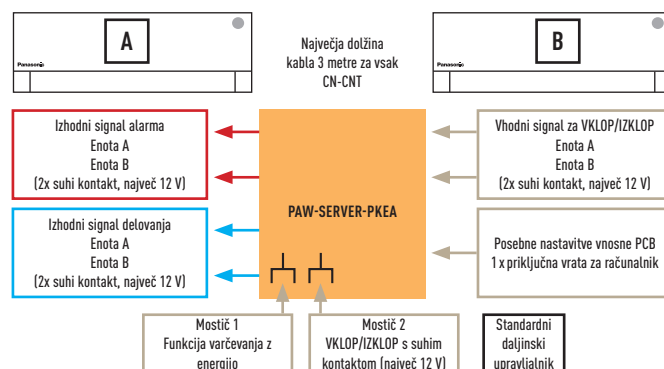 A
Panasonic
Največja dolžina
kabla 3 metre za vsak
CN-CNT
B
Panasonic
Izhodni signal alarma
Enota A
Enota B
(2x suhi kontakt, največ 12 V)
Izhodni signal delovanja
Enota A
Enota B
(2x suhi kontakt, največ 12 V)
PAW-SERVER-PKEA
Vhodni signal za VKLOP/IZKLOP
Enota A
Enota B
(2x suhi kontakt, največ 12 V)
Posebne nastavitve vnosne PCB
1 x priključna vrata za računalnik
Mostič 1
Funkcija varčevanja z
energijo
Mostič 2
VKLOP/IZKLOP s suhim
kontaktom (največ 12 V)
Standardni
daljinski
upravljalnik